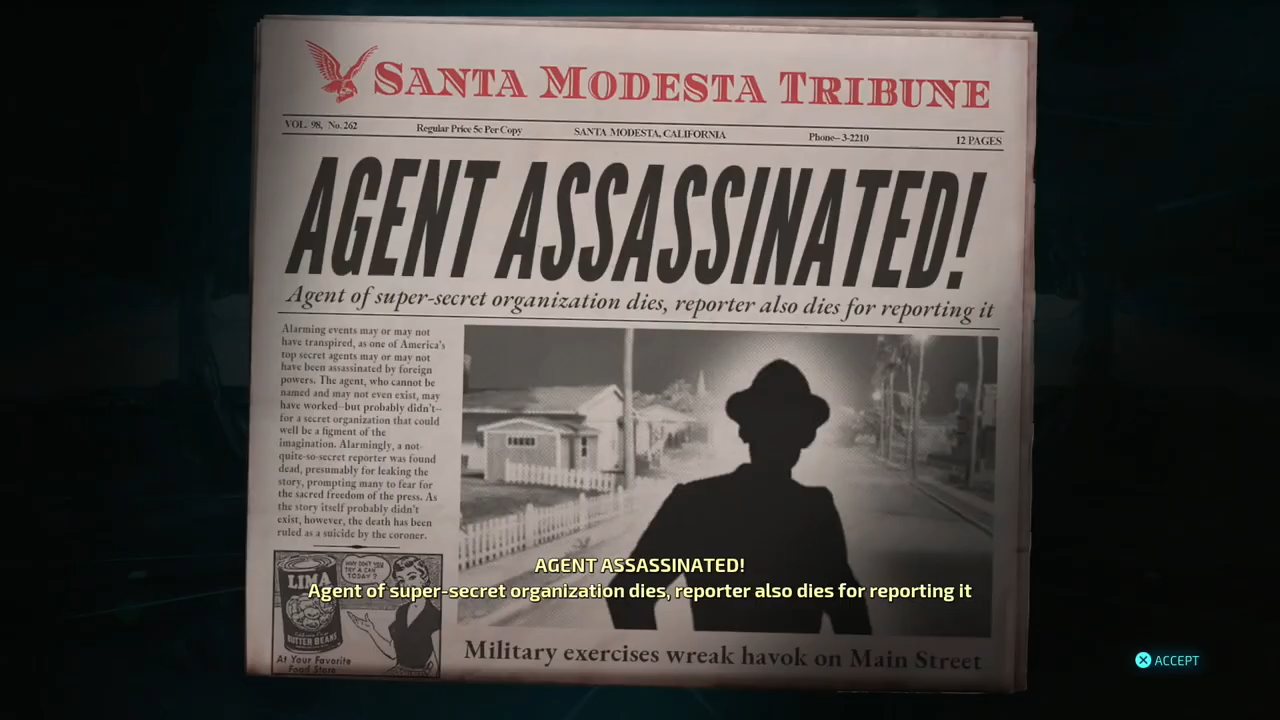 SANTA MODESTA TRIBUNE
VOL. 98, No. 262
Regular Price 5c Per Copy
SANTA MODESTA, CALIFORNIA
Phone–3-2210
12 PAGES
AGENT ASSASSINATED!
Agent of super-secret organization dies, reporter also dies for reporting it
Alarming events may or may not
have transpired, as one of America's
top secret agents may or may not
have been assassinated by foreign
powers. The agent, who cannot be
named and may not even exist, may
have worked–but probably didn't–
for a secret organization that could
well be a figment of the
imagination. Alarmingly, a not-
quite-so-secret reporter was found
dead, presumably for leaking the
story, prompting many to fear for
the sacred freedom of the press. As
the story itself probably didn't
exist, however, the death has been
ruled as a suicide by the coroner.
WHY DON'T YOU
TRY A CAN
TODAY?
LIMA
BUTTER BEANS
At Your Favorite
Food Store
AGENT ASSASSINATED!
Agent of super-secret organization dies, reporter also dies for reporting it
Military exercises wreak havok on Main Street
ACCEPT